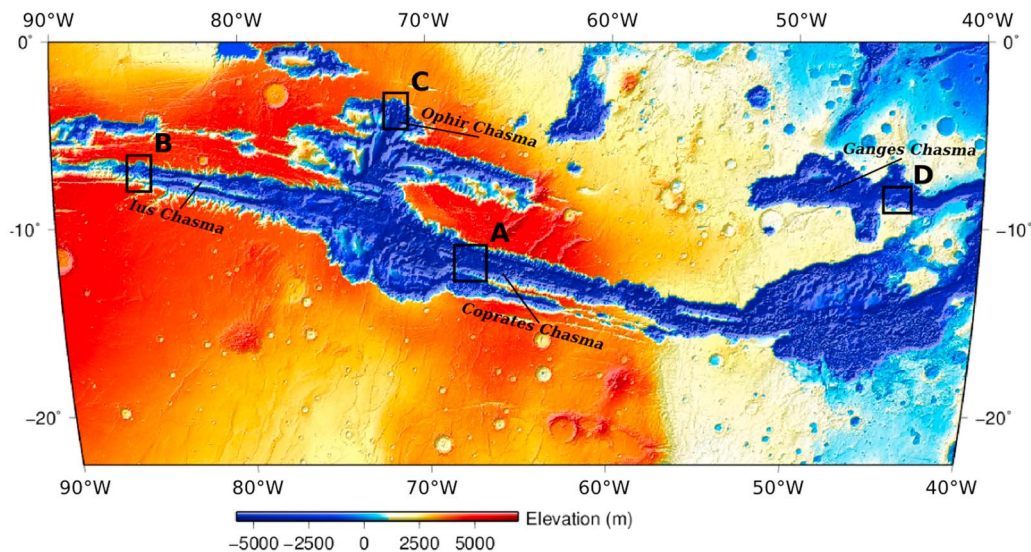 90°W 80°W 70°W 60°W 50°W 40°W
0° 0°
C
Ophir Chasma
B
Ganges Chasma
D
Ius Chasma
−10° −10°
A
Coprates Chasma
−20° −20°
90°W 80°W 70°W 60°W 50°W 40°W
Elevation (m)
−5000 −2500 0 2500 5000